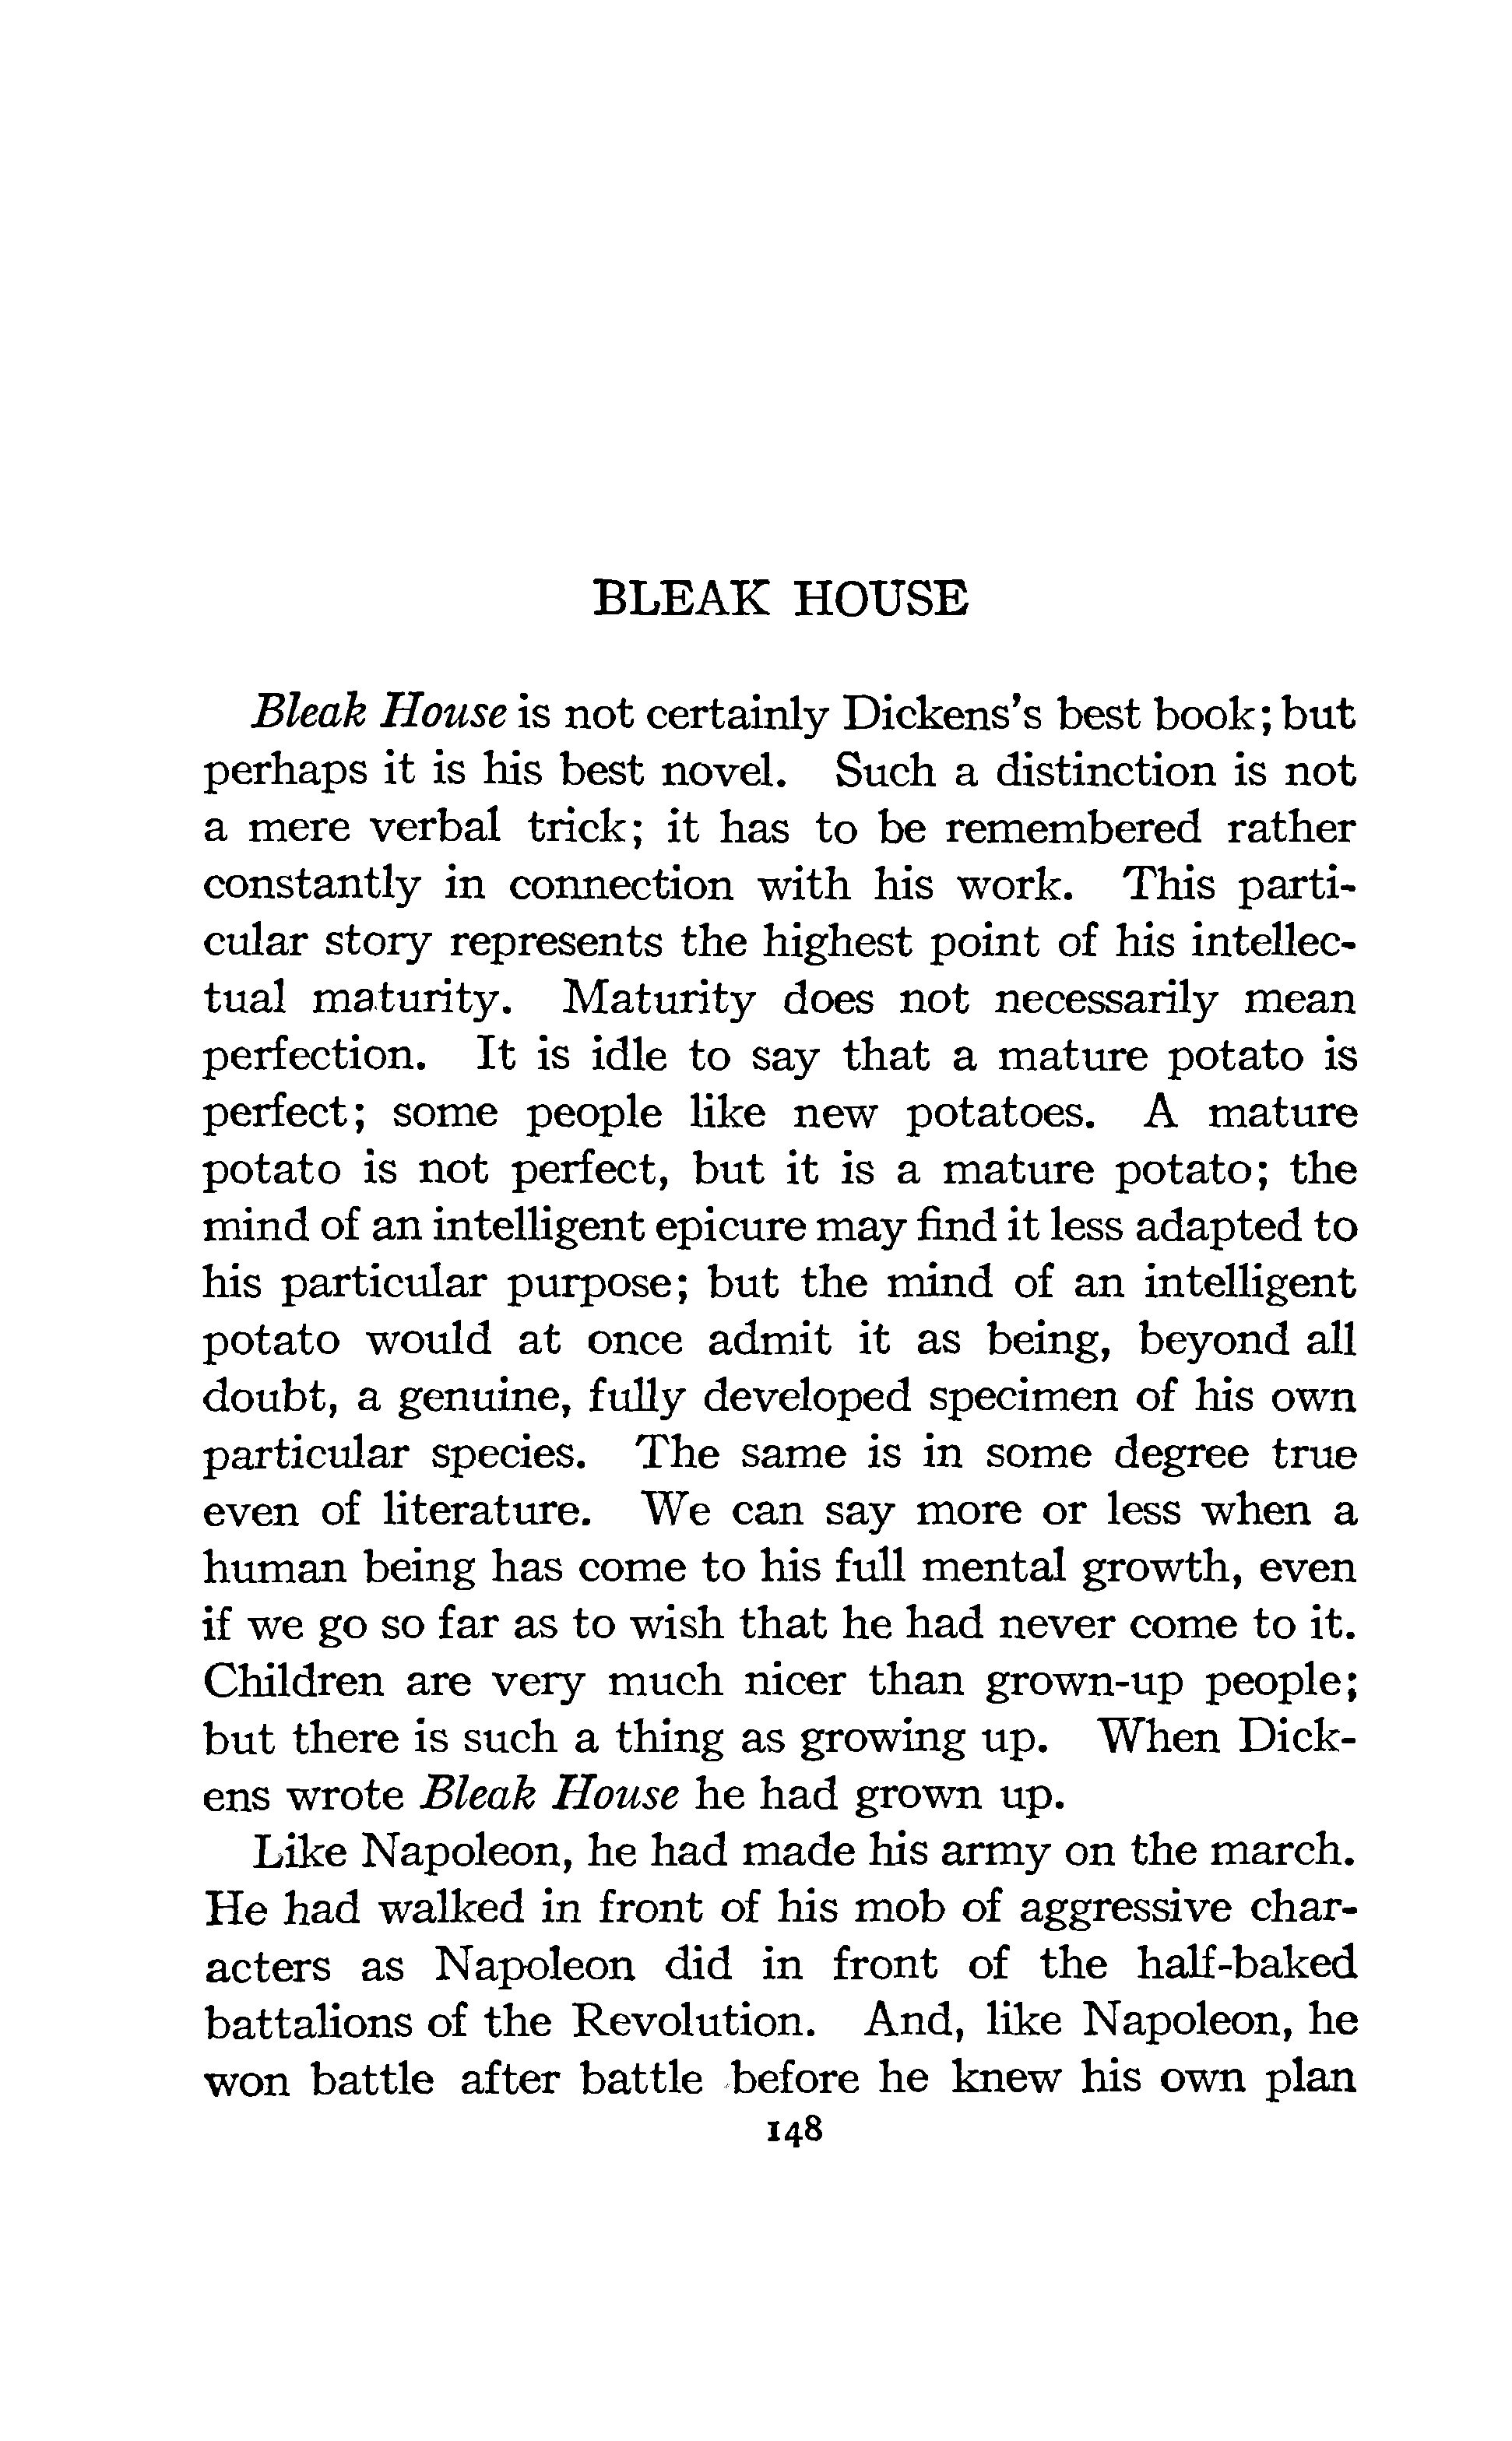 BLEAK HOUSE
Bleak House is not certainly Dickens's best book; but
perhaps it is his best novel. Such a distinction is not
a mere verbal trick; it has to be remembered rather
constantly in connection with his work. This parti-
cular story represents the highest point of his intellec-
tual maturity. Maturity does not necessarily mean
perfection. It is idle to say that a mature potato is
perfect; some people like new potatoes. A mature
potato is not perfect, but it is a mature potato; the
mind of an intelligent epicure may find it less adapted to
his particular purpose; but the mind of an intelligent
potato would at once admit it as being, beyond all
doubt, a genuine, fully developed specimen of his own
particular species. The same is in some degree true
even of literature. We can say more or less when a
human being has come to his full mental growth, even
if we go so far as to wish that he had never come to it.
Children are very much nicer than grown-up people;
but there is such a thing as growing up. When Dick-
ens wrote Bleak House he had grown up.
Like Napoleon, he had made his army on the march.
He had walked in front of his mob of aggressive char-
acters as Napoleon did in front of the half-baked
battalions of the Revolution. And, like Napoleon, he
won battle after battle before he knew his own plan
148